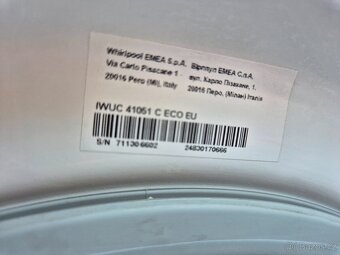 Whirlpool EMEA S.p.A. Вірпул ЕМЕА С.п.А.
Via Carlo Pisacane 1 вул. Карло Пізакане, 1,
20016 Pero (MI), Italy 20016 Перо, (Мілан) Італія
IWUC 41051 C ECO EU
S/N 711306602 24830170666